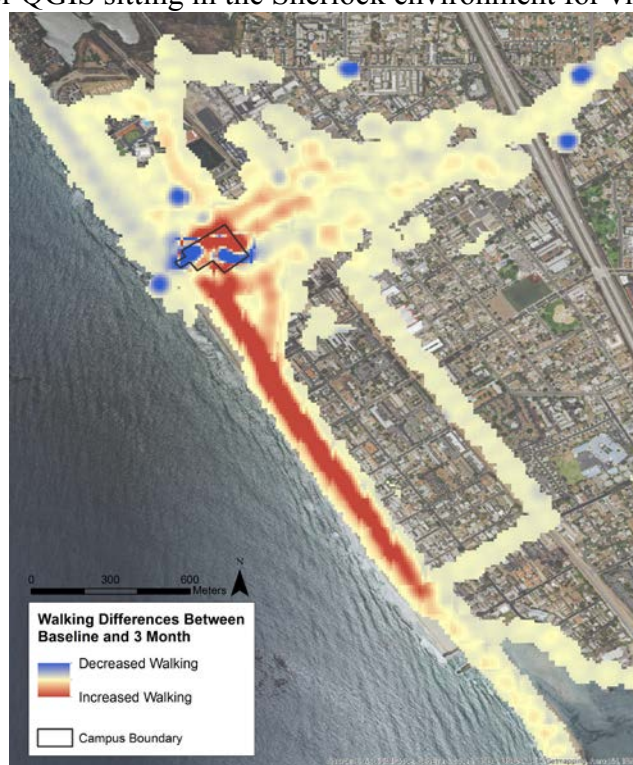 QGIS sitting in the Sherlock environment for
N
0 300 600
Meters
Walking Differences Between
Baseline and 3 Month
Decreased Walking
Increased Walking
Campus Boundary